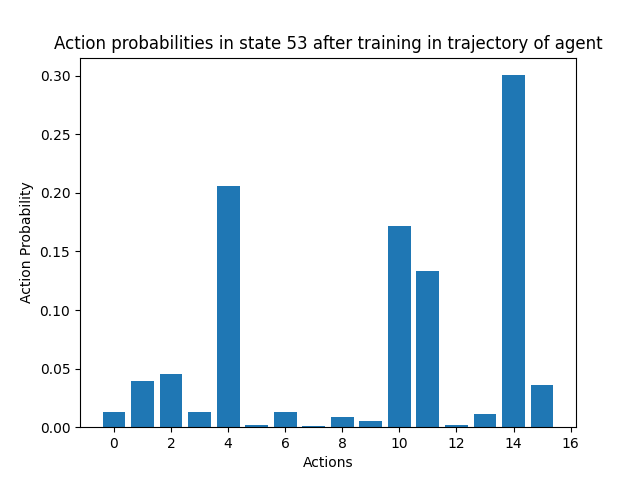 Action probabilities in state 53 after training in trajectory of agent
0.30
0.25
0.20
0.15
0.10
0.05
0.00
Action Probability
0 2 4 6 8 10 12 14 16
Actions